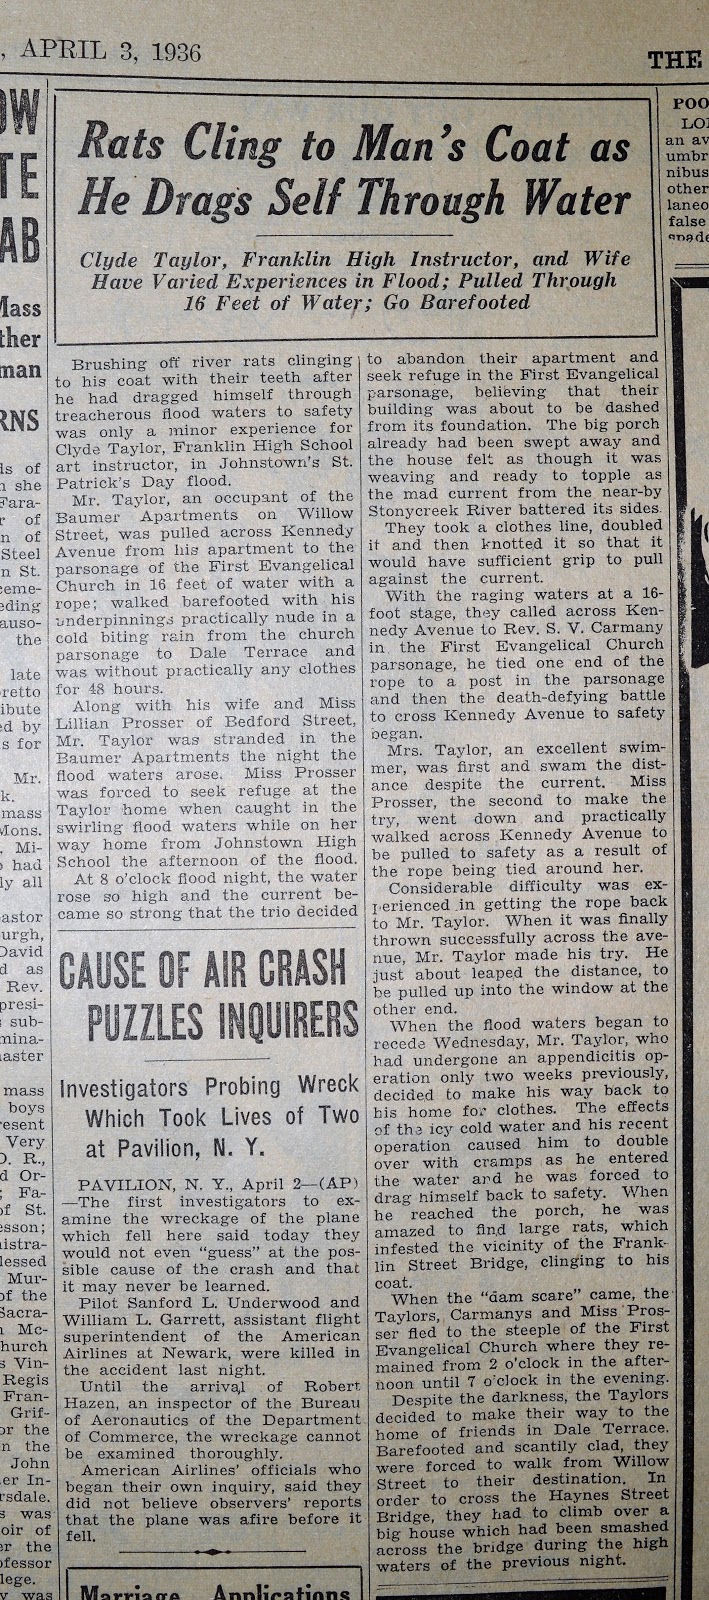 , APRIL 3, 1936
THE
OW
TE
AB
Mass
ther
man
RNS
Rats Cling to Man's Coat as
He Drags Self Through Water
Clyde Taylor, Franklin High Instructor, and Wife
Have Varied Experiences in Flood; Pulled Through
16 Feet of Water; Go Barefooted
Brushing off river rats clinging
to his coat with their teeth after
he had dragged himself through
treacherous flood waters to safety
was only a minor experience for
Clyde Taylor, Franklin High School
art instructor, in Johnstown's St.
Patrick's Day flood.
Mr. Taylor, an occupant of the
Baumer Apartments on Willow
Street, was pulled across Kennedy
Avenue from his apartment to the
parsonage of the First Evangelical
Church in 16 feet of water with a
rope; walked barefooted with his
underpinnings practically nude in a
cold biting rain from the church
parsonage to Dale Terrace and
was without practically any clothes
for 48 hours.
Along with his wife and Miss
Lillian Prosser of Bedford Street,
Mr. Taylor was stranded in the
Baumer Apartments the night the
flood waters arose. Miss Prosser
was forced to seek refuge at the
Taylor home when caught in the
swirling flood waters while on her
way home from Johnstown High
School the afternoon of the flood.
At 8 o'clock flood night, the water
rose so high and the current be-
came so strong that the trio decided
to abandon their apartment and
seek refuge in the First Evangelical
parsonage, believing that their
building was about to be dashed
from its foundation. The big porch
already had been swept away and
the house felt as though it was
weaving and ready to topple as
the mad current from the near-by
Stonycreek River battered its sides.
They took a clothes line, doubled
it and then knotted it so that it
would have sufficient grip to pull
against the current.
With the raging waters at a 16-
foot stage, they called across Ken-
nedy Avenue to Rev. S. V. Carmany
in the First Evangelical Church
parsonage, he tied one end of the
rope to a post in the parsonage
and then the death-defying battle
to cross Kennedy Avenue to safety
began.
Mrs. Taylor, an excellent swim-
mer, was first and swam the dist-
ance despite the current. Miss
Prosser, the second to make the
try, went down and practically
walked across Kennedy Avenue to
be pulled to safety as a result of
the rope being tied around her.
Considerable difficulty was ex-
perienced in getting the rope back
to Mr. Taylor. When it was finally
thrown successfully across the ave-
nue, Mr. Taylor made his try. He
just about leaped the distance, to
be pulled up into the window at the
other end.
When the flood waters began to
recede Wednesday, Mr. Taylor, who
had undergone an appendicitis op-
eration only two weeks previously,
decided to make his way back to
his home for clothes. The effects
of the icy cold water and his recent
operation caused him to double
over with cramps as he entered
the water and he was forced to
drag himself back to safety. When
he reached the porch, he was
amazed to find large rats, which
infested the vicinity of the Frank-
lin Street Bridge, clinging to his
coat.
When the "dam scare" came, the
Taylors, Carmanys and Miss Pros-
ser fled to the steeple of the First
Evangelical Church where they re-
mained from 2 o'clock in the after-
noon until 7 o'clock in the evening.
Despite the darkness, the Taylors
decided to make their way to the
home of friends in Dale Terrace.
Barefooted and scantily clad, they
were forced to walk from Willow
Street to their destination. In
order to cross the Haynes Street
Bridge, they had to climb over a
big house which had been smashed
across the bridge during the high
waters of the previous night.
CAUSE OF AIR CRASH
PUZZLES INQUIRERS
Investigators Probing Wreck
Which Took Lives of Two
at Pavilion, N. Y.
PAVILION, N. Y., April 2—(AP)
—The first investigators to ex-
amine the wreckage of the plane
which fell here said today they
would not even "guess" at the pos-
sible cause of the crash and that
it may never be learned.
Pilot Sanford L. Underwood and
William L. Garrett, assistant flight
superintendent of the American
Airlines at Newark, were killed in
the accident last night.
Until the arrival of Robert
Hazen, an inspector of the Bureau
of Aeronautics of the Department
of Commerce, the wreckage cannot
be examined thoroughly.
American Airlines' officials who
began their own inquiry, said they
did not believe observers' reports
that the plane was afire before it
fell.
Marriage Applications
POO
LO
an av
umbr
nibus
other
laneo
false